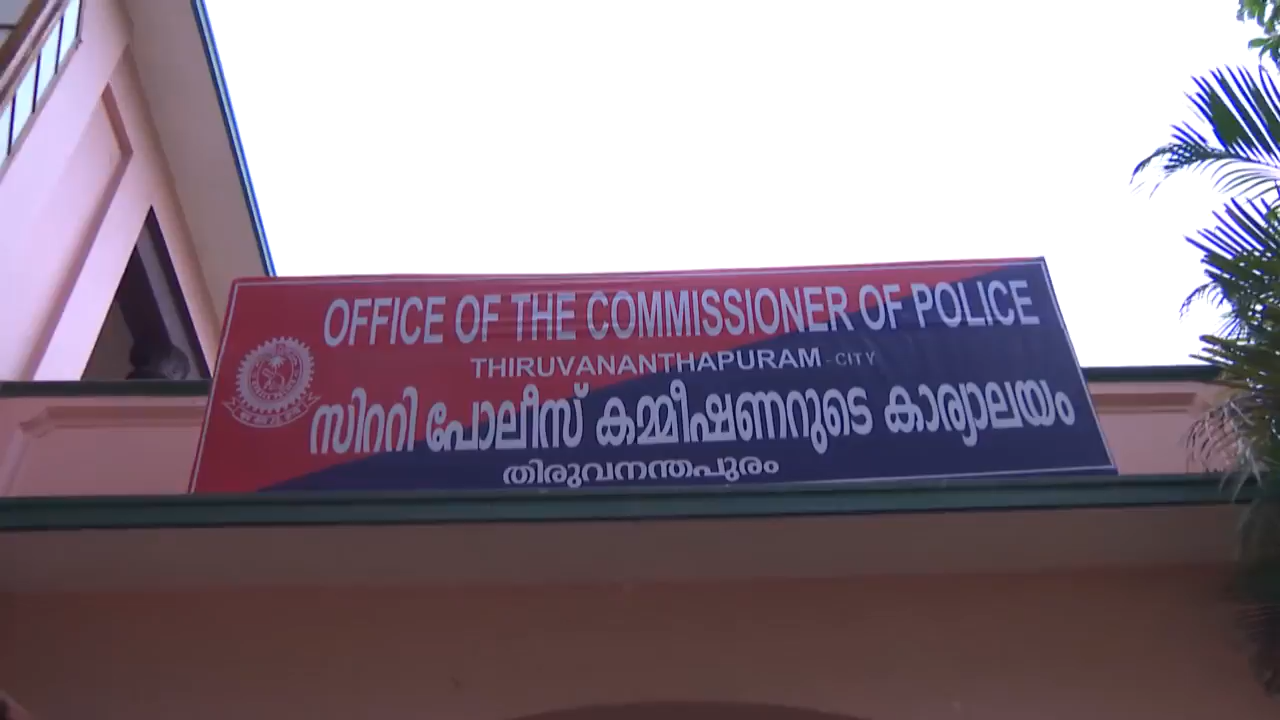 OFFICE OF THE COMMISSIONER OF POLICE
THIRUVANANTHAPURAM - CITY
സിററി പോലീസ് കമ്മീഷണറുടെ കാര്യാലയം
തിരുവനന്തപുരം